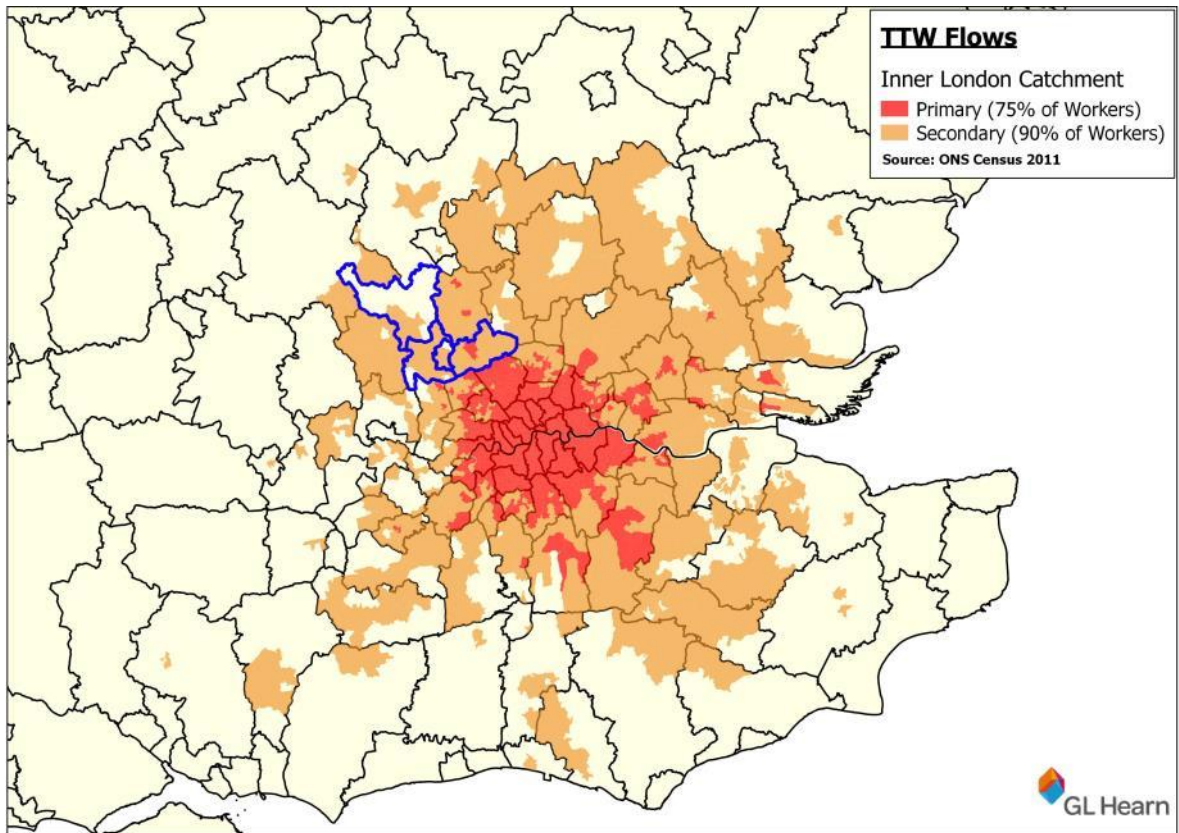 TTW Flows
Inner London Catchment
Primary (75% of Workers)
Secondary (90% of Workers)
Source: ONS Census 2011
GL Hearn